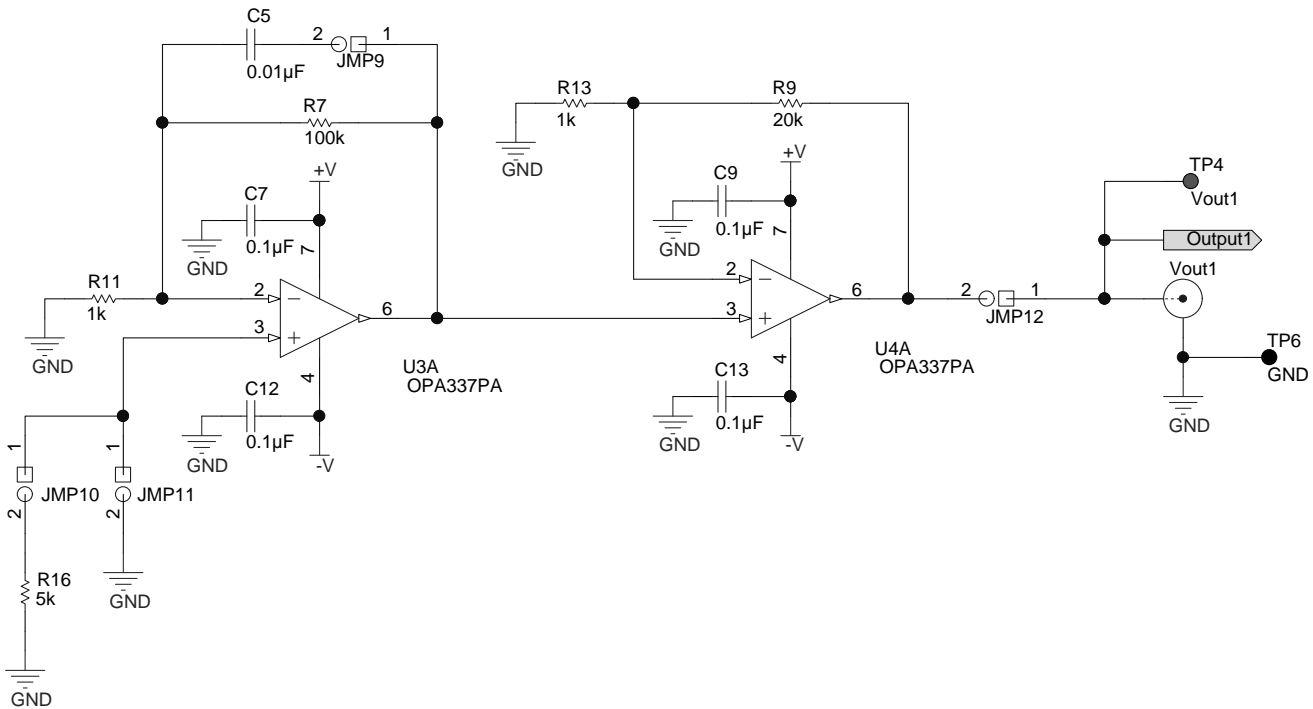 C5
2
1
JMP9
0.01µF
R7
100k
+V
C7
0.1µF
GND
7
R11
1k
GND
2
3
6
4
U3A
OPA337PA
C12
0.1µF
GND
-V
1
1
JMP10
JMP11
2
2
R16
5k
GND
GND
R13
1k
GND
R9
20k
+V
C9
0.1µF
GND
7
2
3
6
4
U4A
OPA337PA
C13
0.1µF
GND
-V
2
1
JMP12
TP4
Vout1
Output1
Vout1
TP6
GND
GND